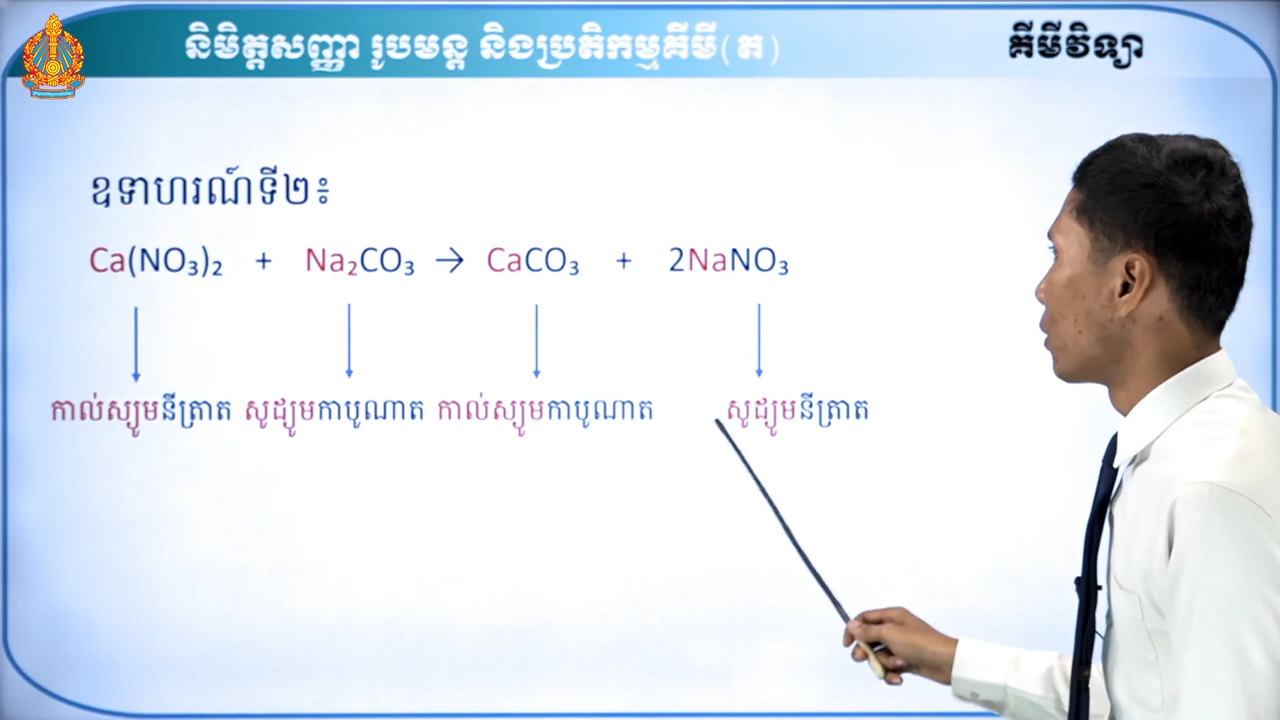 និមិត្តសញ្ញា រូបមន្ត និងប្រតិកម្មគីមី(ត)
គីមីវិទ្យា
ឧទាហរណ៍ទី២៖
Ca(NO₃)₂ + Na₂CO₃ → CaCO₃ + 2NaNO₃
កាល់ស្យូមនីត្រាត សូដ្យូមកាបូណាត កាល់ស្យូមកាបូណាត សូដ្យូមនីត្រាត